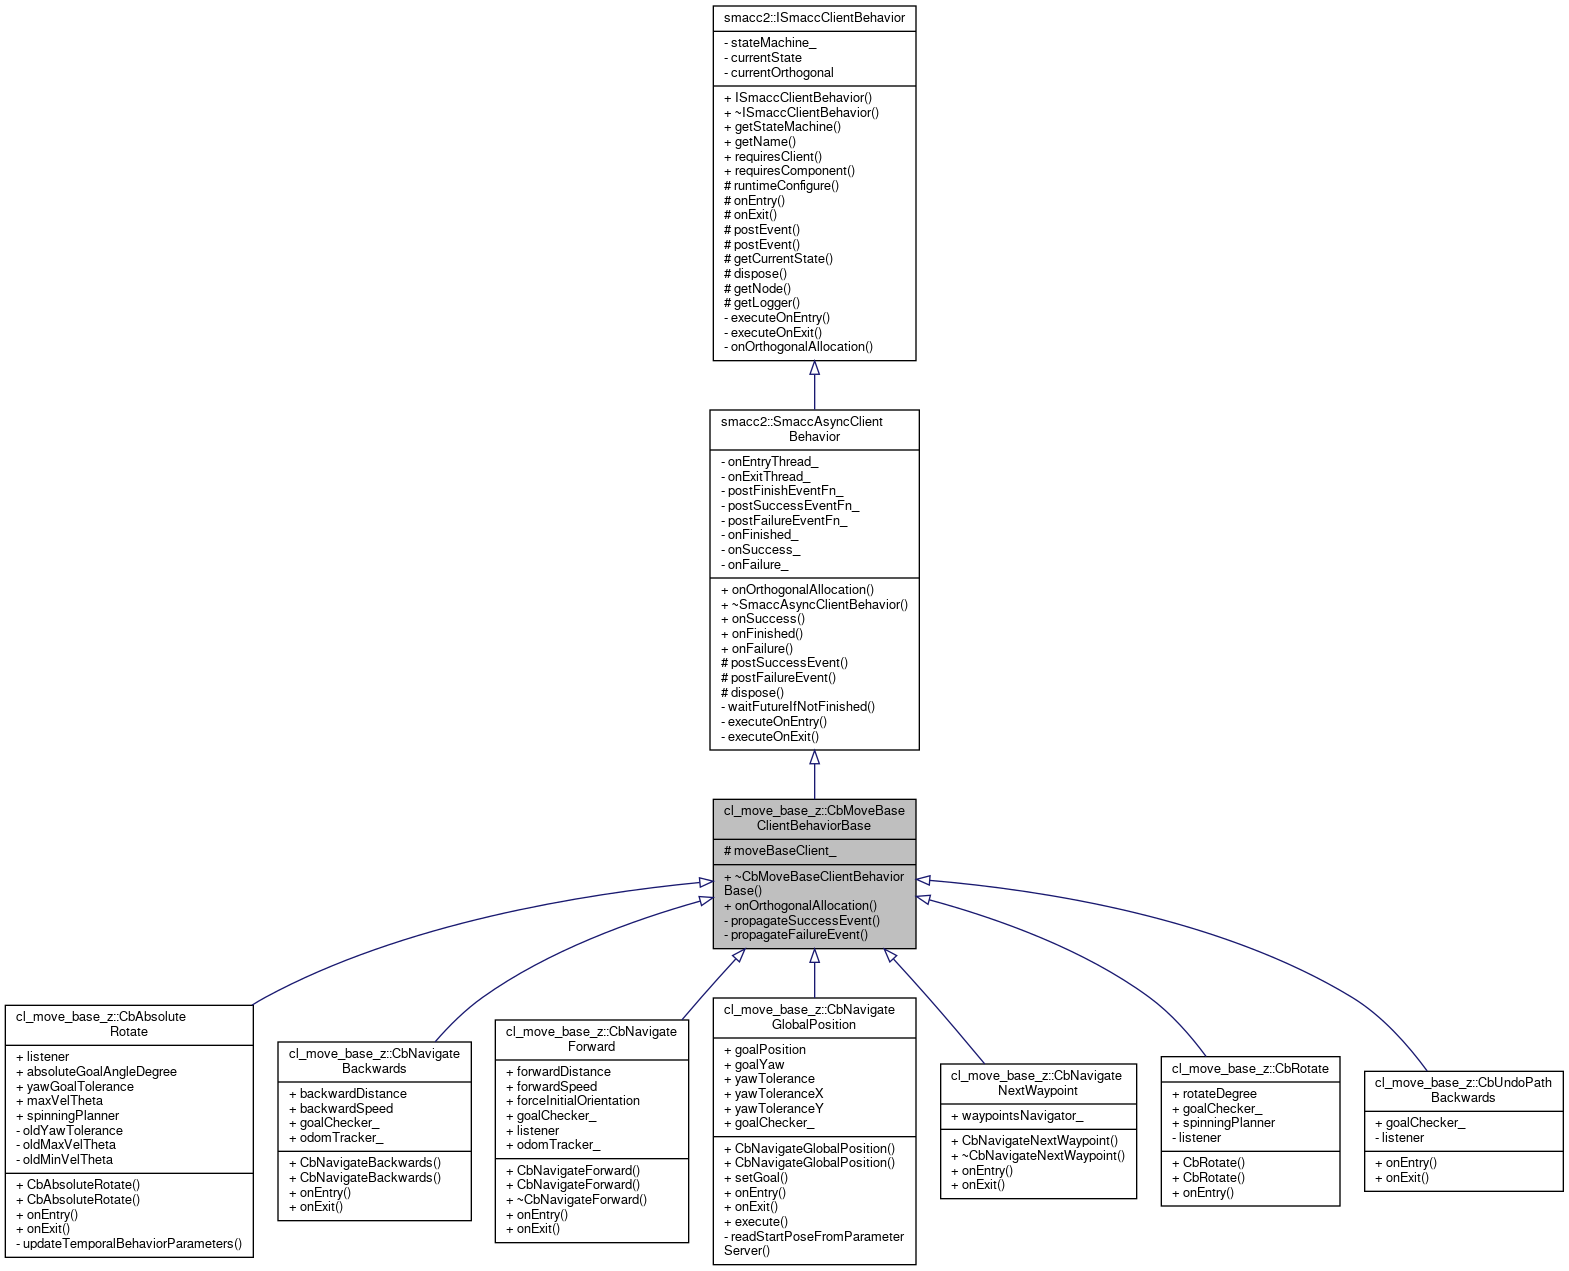 smacc2::ISmaccClientBehavior
- stateMachine_
- currentState
- currentOrthogonal
+ ISmaccClientBehavior()
+ ~ISmaccClientBehavior()
+ getStateMachine()
+ getName()
+ requiresClient()
+ requiresComponent()
# runtimeConfigure()
# onEntry()
# onExit()
# postEvent()
# postEvent()
# getCurrentState()
# dispose()
# getNode()
# getLogger()
- executeOnEntry()
- executeOnExit()
- onOrthogonalAllocation()
smacc2::SmaccAsyncClient
Behavior
- onEntryThread_
- onExitThread_
- postFinishEventFn_
- postSuccessEventFn_
- postFailureEventFn_
- onFinished_
- onSuccess_
- onFailure_
+ onOrthogonalAllocation()
+ ~SmaccAsyncClientBehavior()
+ onSuccess()
+ onFinished()
+ onFailure()
# postSuccessEvent()
# postFailureEvent()
# dispose()
- waitFutureIfNotFinished()
- executeOnEntry()
- executeOnExit()
cl_move_base_z::CbMoveBase
ClientBehaviorBase
# moveBaseClient_
+ ~CbMoveBaseClientBehavior
Base()
+ onOrthogonalAllocation()
- propagateSuccessEvent()
- propagateFailureEvent()
cl_move_base_z::CbAbsolute
Rotate
+ listener
+ absoluteGoalAngleDegree
+ yawGoalTolerance
+ maxVelTheta
+ spinningPlanner
- oldYawTolerance
- oldMaxVelTheta
- oldMinVelTheta
+ CbAbsoluteRotate()
+ CbAbsoluteRotate()
+ onEntry()
+ onExit()
- updateTemporalBehaviorParameters()
cl_move_base_z::CbNavigate
Backwards
+ backwardDistance
+ backwardSpeed
+ goalChecker_
+ odomTracker_
+ CbNavigateBackwards()
+ CbNavigateBackwards()
+ onEntry()
+ onExit()
cl_move_base_z::CbNavigate
Forward
+ forwardDistance
+ forwardSpeed
+ forceInitialOrientation
+ goalChecker_
+ listener
+ odomTracker_
+ CbNavigateForward()
+ CbNavigateForward()
+ ~CbNavigateForward()
+ onEntry()
+ onExit()
cl_move_base_z::CbNavigate
GlobalPosition
+ goalPosition
+ goalYaw
+ yawTolerance
+ yawToleranceX
+ yawToleranceY
+ goalChecker_
+ CbNavigateGlobalPosition()
+ CbNavigateGlobalPosition()
+ setGoal()
+ onEntry()
+ onExit()
+ execute()
- readStartPoseFromParameter
Server()
cl_move_base_z::CbNavigate
NextWaypoint
+ waypointsNavigator_
+ CbNavigateNextWaypoint()
+ ~CbNavigateNextWaypoint()
+ onEntry()
+ onExit()
cl_move_base_z::CbRotate
+ rotateDegree
+ goalChecker_
+ spinningPlanner
- listener
+ CbRotate()
+ CbRotate()
+ onEntry()
cl_move_base_z::CbUndoPath
Backwards
+ goalChecker_
- listener
+ onEntry()
+ onExit()